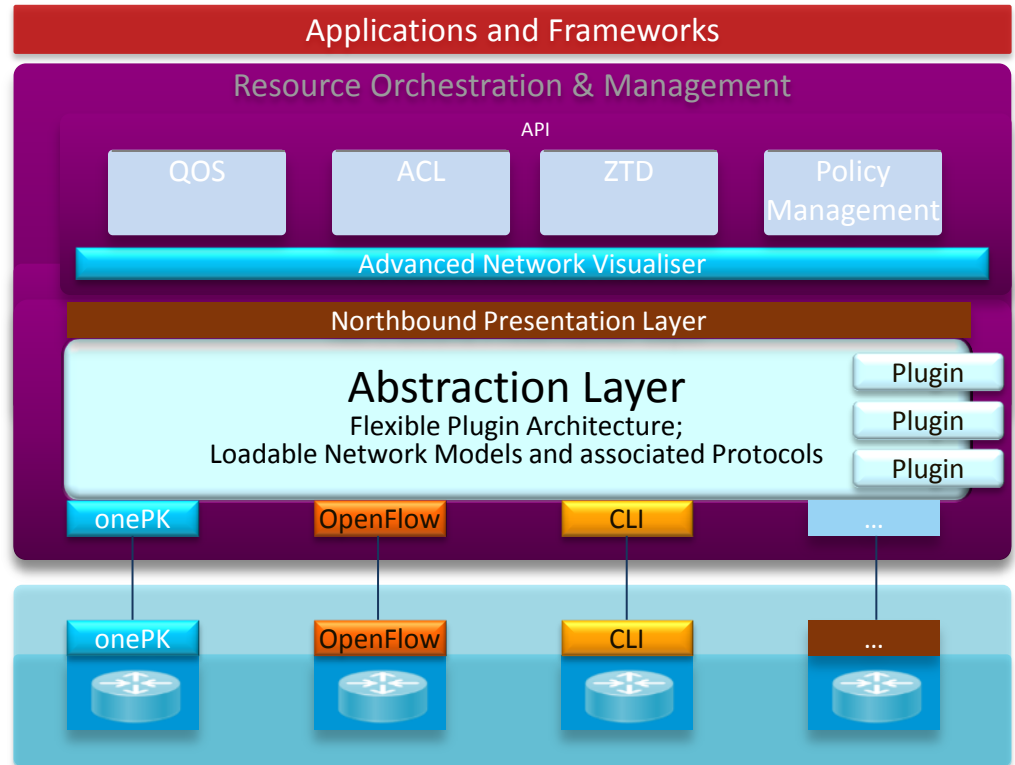 Applications and Frameworks
Resource Orchestration & Management
API
QOS
ACL
ZTD
Policy
Management
Advanced Network Visualiser
Northbound Presentation Layer
Abstraction Layer
Flexible Plugin Architecture;
Loadable Network Models and associated Protocols
Plugin
Plugin
Plugin
onePK
OpenFlow
CLI
...
onePK
OpenFlow
CLI
...